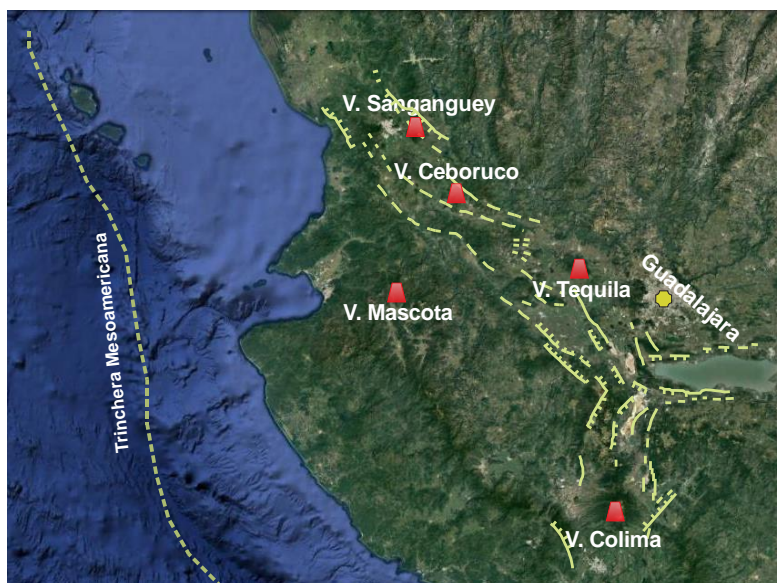 V. Sanganguey
V. Ceboruco
Guadalajara
V. Tequila
V. Mascota
Trinchera Mesoamericana
V. Colima